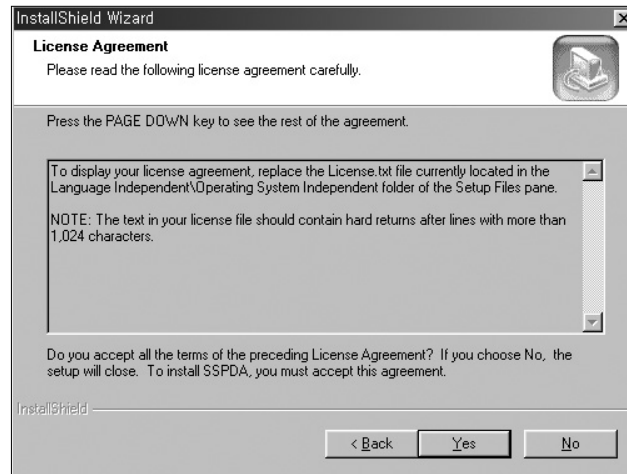 InstallShield Wizard
License Agreement
Please read the following license agreement carefully.
Press the PAGE DOWN key to see the rest of the agreement.
To display your license agreement, replace the License.txt file currently located in the
Language Independent\Operating System Independent folder of the Setup Files pane.
NOTE: The text in your license file should contain hard returns after lines with more than
1,024 characters.
Do you accept all the terms of the preceding License Agreement? If you choose No, the
setup will close. To install SSPDA, you must accept this agreement.
InstallShield
< Back
Yes
No